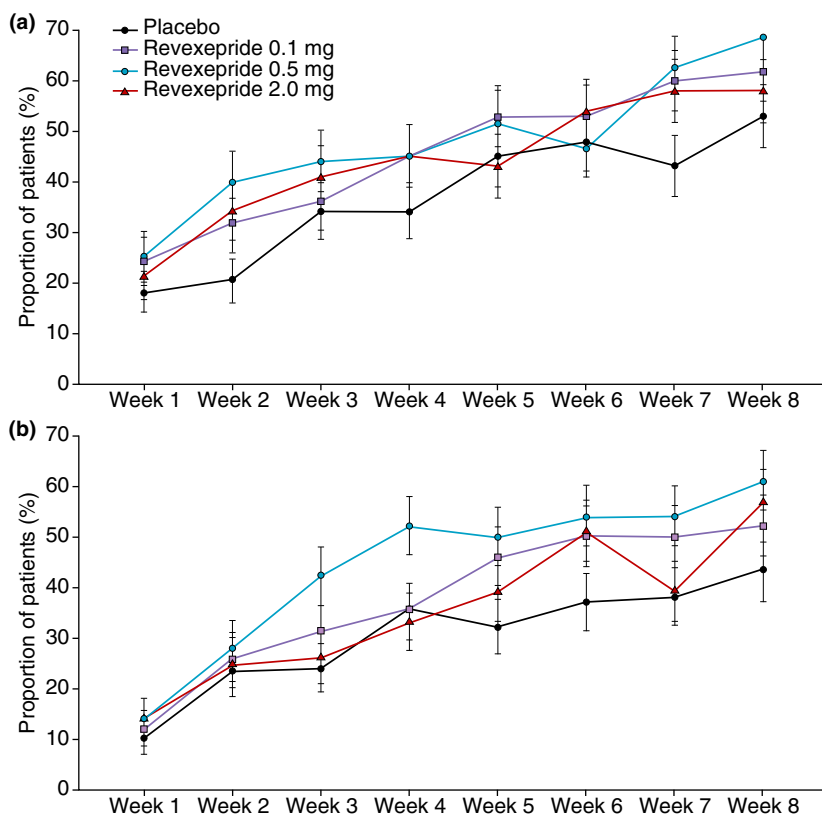 (a)
Placebo
Revexepride 0.1 mg
Revexepride 0.5 mg
Revexepride 2.0 mg
Proportion of patients (%)
70
60
50
40
30
20
10
0
Week 1 Week 2 Week 3 Week 4 Week 5 Week 6 Week 7 Week 8
(b)
Proportion of patients (%)
70
60
50
40
30
20
10
0
Week 1 Week 2 Week 3 Week 4 Week 5 Week 6 Week 7 Week 8